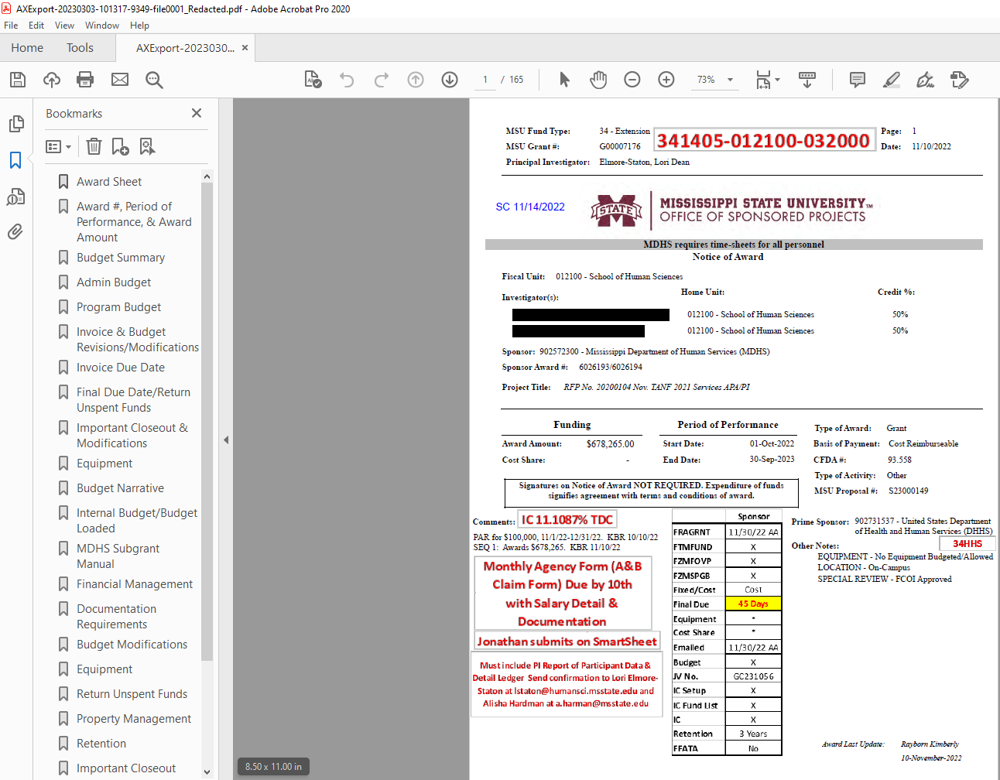 AXExport-20230303-101317-9349-file0001_Redacted.pdf - Adobe Acrobat Pro 2020
File Edit View Window Help
Home Tools AXExport-2023030... ×
1 / 165 73%
Bookmarks
Award Sheet
Award #, Period of
Performance, & Award
Amount
Budget Summary
Admin Budget
Program Budget
Invoice & Budget
Revisions/Modifications
Invoice Due Date
Final Due Date/Return
Unspent Funds
Important Closeout &
Modifications
Equipment
Budget Narrative
Internal Budget/Budget
Loaded
MDHS Subgrant
Manual
Financial Management
Documentation
Requirements
Budget Modifications
Equipment
Return Unspent Funds
Property Management
Retention
Important Closeout
8.50 x 11.00 in
MSU Fund Type: 34 - Extension
341405-012100-032000
Page: 1
MSU Grant #: G00007176
Date: 11/10/2022
Principal Investigator: Elmore-Staton, Lori Dean
SC 11/14/2022
STATE
MISSISSIPPI STATE UNIVERSITY™
OFFICE OF SPONSORED PROJECTS
MDHS requires time-sheets for all personnel
Notice of Award
Fiscal Unit: 012100 - School of Human Sciences
Investigator(s): Home Unit: Credit %:
012100 - School of Human Sciences 50%
012100 - School of Human Sciences 50%
Sponsor: 902572300 - Mississippi Department of Human Services (MDHS)
Sponsor Award #: 6026193/6026194
Project Title: RFP No. 20200104 Nov. TANF 2021 Services APA/PI
Funding
Award Amount: $678,265.00
Cost Share: -
Period of Performance
Start Date: 01-Oct-2022
End Date: 30-Sep-2023
Type of Award: Grant
Basis of Payment: Cost Reimburseable
CFDA #: 93.558
Type of Activity: Other
MSU Proposal #: S23000149
Signatures on Notice of Award NOT REQUIRED. Expenditure of funds
signifies agreement with terms and conditions of award.
Comments: IC 11.1087% TDC
PAR for $100,000, 11/1/22-12/31/22. KBR 10/10/22
SEQ 1: Awards $678,265. KBR 11/10/22
Monthly Agency Form (A&B
Claim Form) Due by 10th
with Salary Detail &
Documentation
Jonathan submits on SmartSheet
Must include PI Report of Participant Data &
Detail Ledger Send confirmation to Lori Elmore-
Staton at lstaton@humansci.msstate.edu and
Alisha Hardman at a.harman@msstate.edu
Sponsor
FRAGRNT 11/30/22 AA
FTMFUND X
FZMFOVP X
FZMSPGB X
Fixed/Cost Cost
Final Due 45 Days
Equipment *
Cost Share *
Emailed 11/30/22 AA
Budget X
JV No. GC231056
IC Setup X
IC Fund List X
IC X
Retention 3 Years
FFATA No
Prime Sponsor: 902731537 - United States Department
of Health and Human Services (DHHS)
Other Notes: 34HHS
EQUIPMENT - No Equipment Budgeted/Allowed
LOCATION - On-Campus
SPECIAL REVIEW - FCOI Approved
Award Last Update: Rayborn Kimberly
10-November-2022